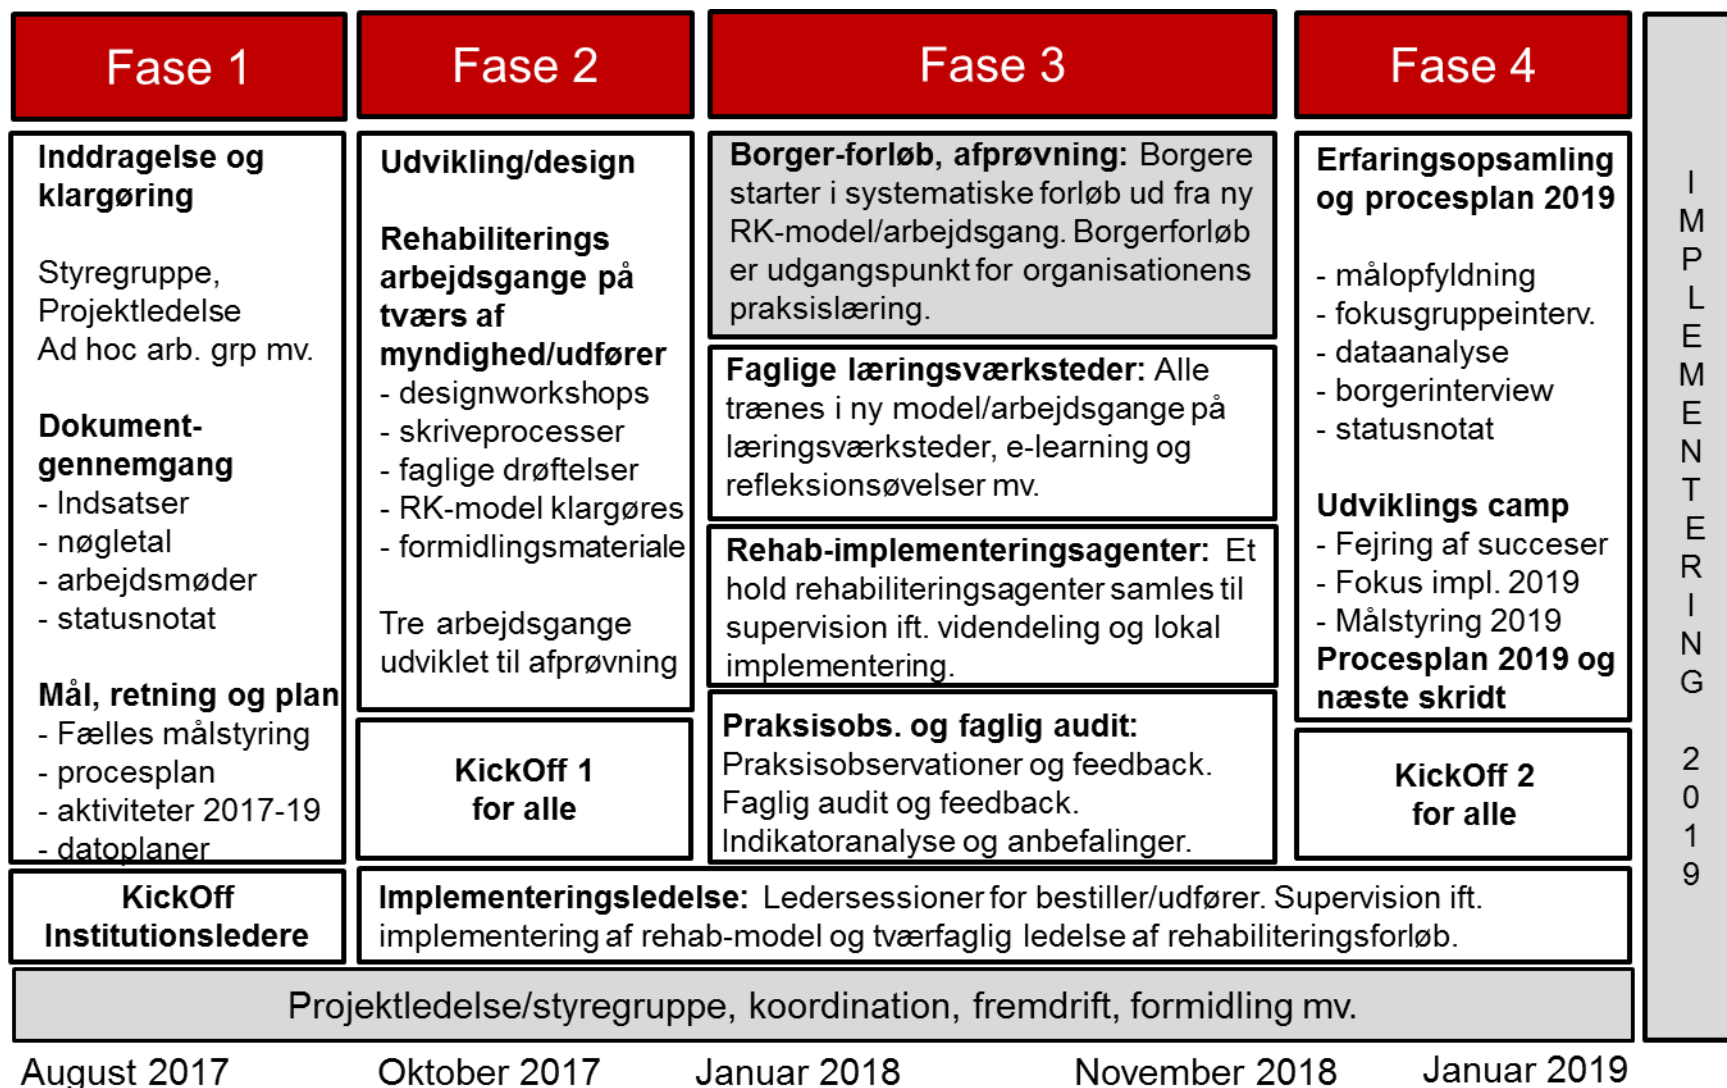 Fase 1
Inddragelse og
klargøring
Styregruppe,
Projektledelse
Ad hoc arb. grp mv.
Dokument-
gennemgang
- Indsatser
- nøgletal
- arbejdsmøder
- statusnotat
Mål, retning og plan
- Fælles målstyring
- procesplan
- aktiviteter 2017-19
- datoplaner
KickOff
Institutionsledere
Fase 2
Udvikling/design
Rehabiliterings
arbejdsgange på
tværs af
myndighed/udfører
- designworkshops
- skriveprocesser
- faglige drøftelser
- RK-model klargøres
- formidlingsmateriale
Tre arbejdsgange
udviklet til afprøvning
KickOff 1
for alle
Fase 3
Borger-forløb, afprøvning: Borgere
starter i systematiske forløb ud fra ny
RK-model/arbejdsgang. Borgerforløb
er udgangspunkt for organisationens
praksislæring.
Faglige læringsværksteder: Alle
trænes i ny model/arbejdsgange på
læringsværksteder, e-learning og
refleksionsøvelser mv.
Rehab-implementeringsagenter: Et
hold rehabiliteringsagenter samles til
supervision ift. videndeling og lokal
implementering.
Praksisobs. og faglig audit:
Praksisobservationer og feedback.
Faglig audit og feedback.
Indikatoranalyse og anbefalinger.
Fase 4
Erfaringsopsamling
og procesplan 2019
- målopfyldning
- fokusgruppeinterv.
- dataanalyse
- borgerinterview
- statusnotat
Udviklings camp
- Fejring af succeser
- Fokus impl. 2019
- Målstyring 2019
Procesplan 2019 og
næste skridt
KickOff 2
for alle
Implementeringsledelse: Ledersessioner for bestiller/udfører. Supervision ift.
implementering af rehab-model og tværfaglig ledelse af rehabiliteringsforløb.
Projektledelse/styregruppe, koordination, fremdrift, formidling mv.
IMPLEMENTERING 2019
August 2017
Oktober 2017
Januar 2018
November 2018
Januar 2019